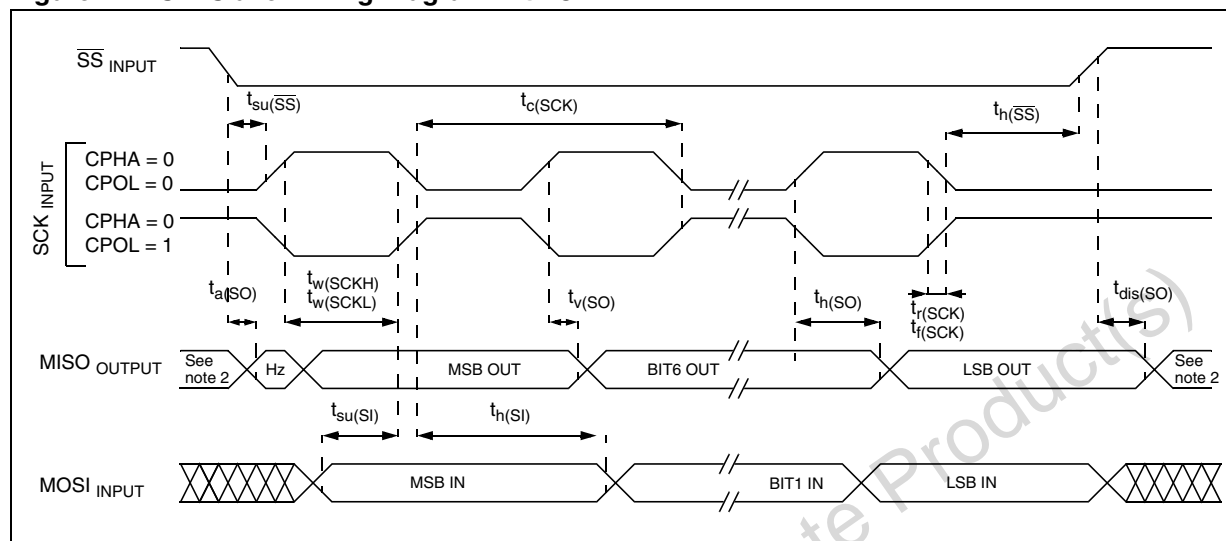 SS INPUT
tsu(SS)
tc(SCK)
th(SS)
SCK INPUT
CPHA = 0
CPOL = 0
CPHA = 0
CPOL = 1
ta(SO)
tw(SCKH)
tw(SCKL)
tv(SO)
th(SO)
tr(SCK)
tf(SCK)
tdis(SO)
MISO OUTPUT
See
note 2
Hz
MSB OUT
BIT6 OUT
LSB OUT
See
note 2
tsu(SI)
th(SI)
MOSI INPUT
MSB IN
BIT1 IN
LSB IN
te Product(s)